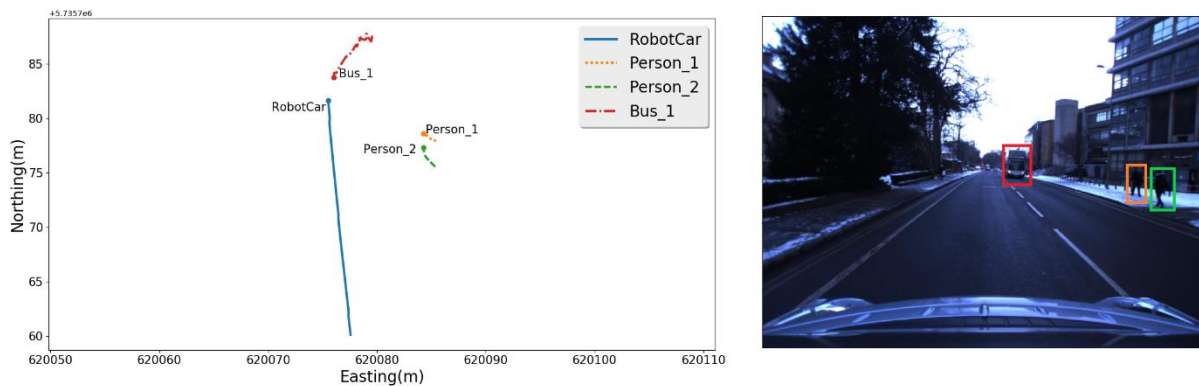 +5.7357e6
RobotCar
Person_1
Person_2
Bus_1
Bus_1
RobotCar
Person_1
Person_2
85
80
75
70
65
60
Northing(m)
620050 620060 620070 620080 620090 620100 620110
Easting(m)